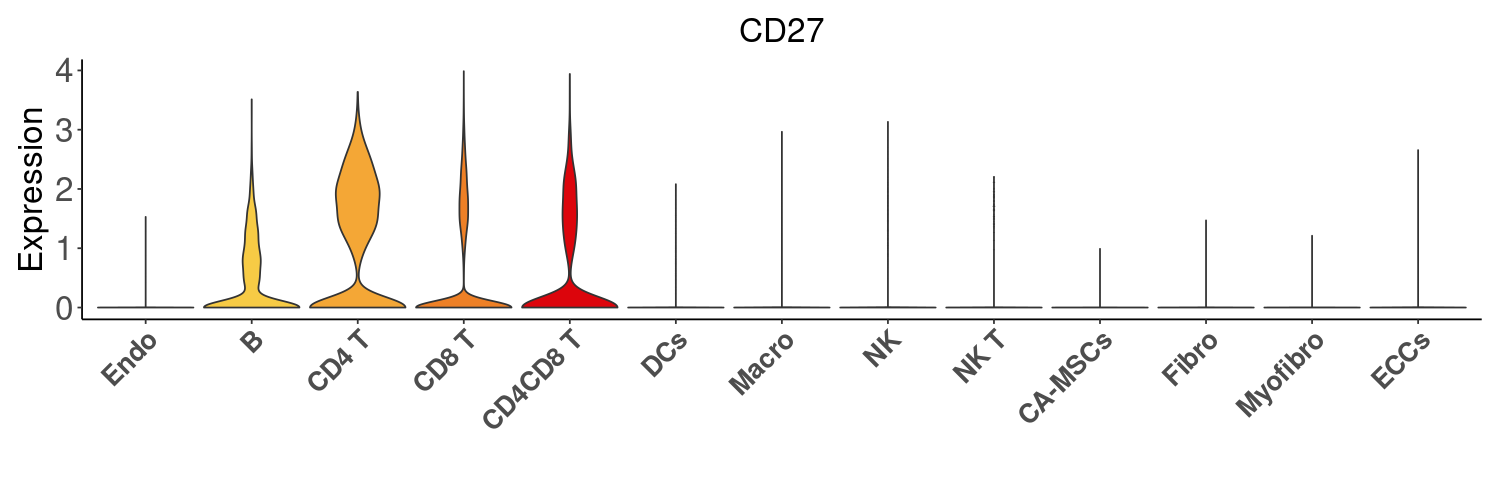 CD27
Expression
4
3
2
1
0
Endo
B
CD4 T
CD8 T
CD4CD8 T
DCs
Macro
NK
NK T
CA-MSCs
Fibro
Myofibro
ECCs